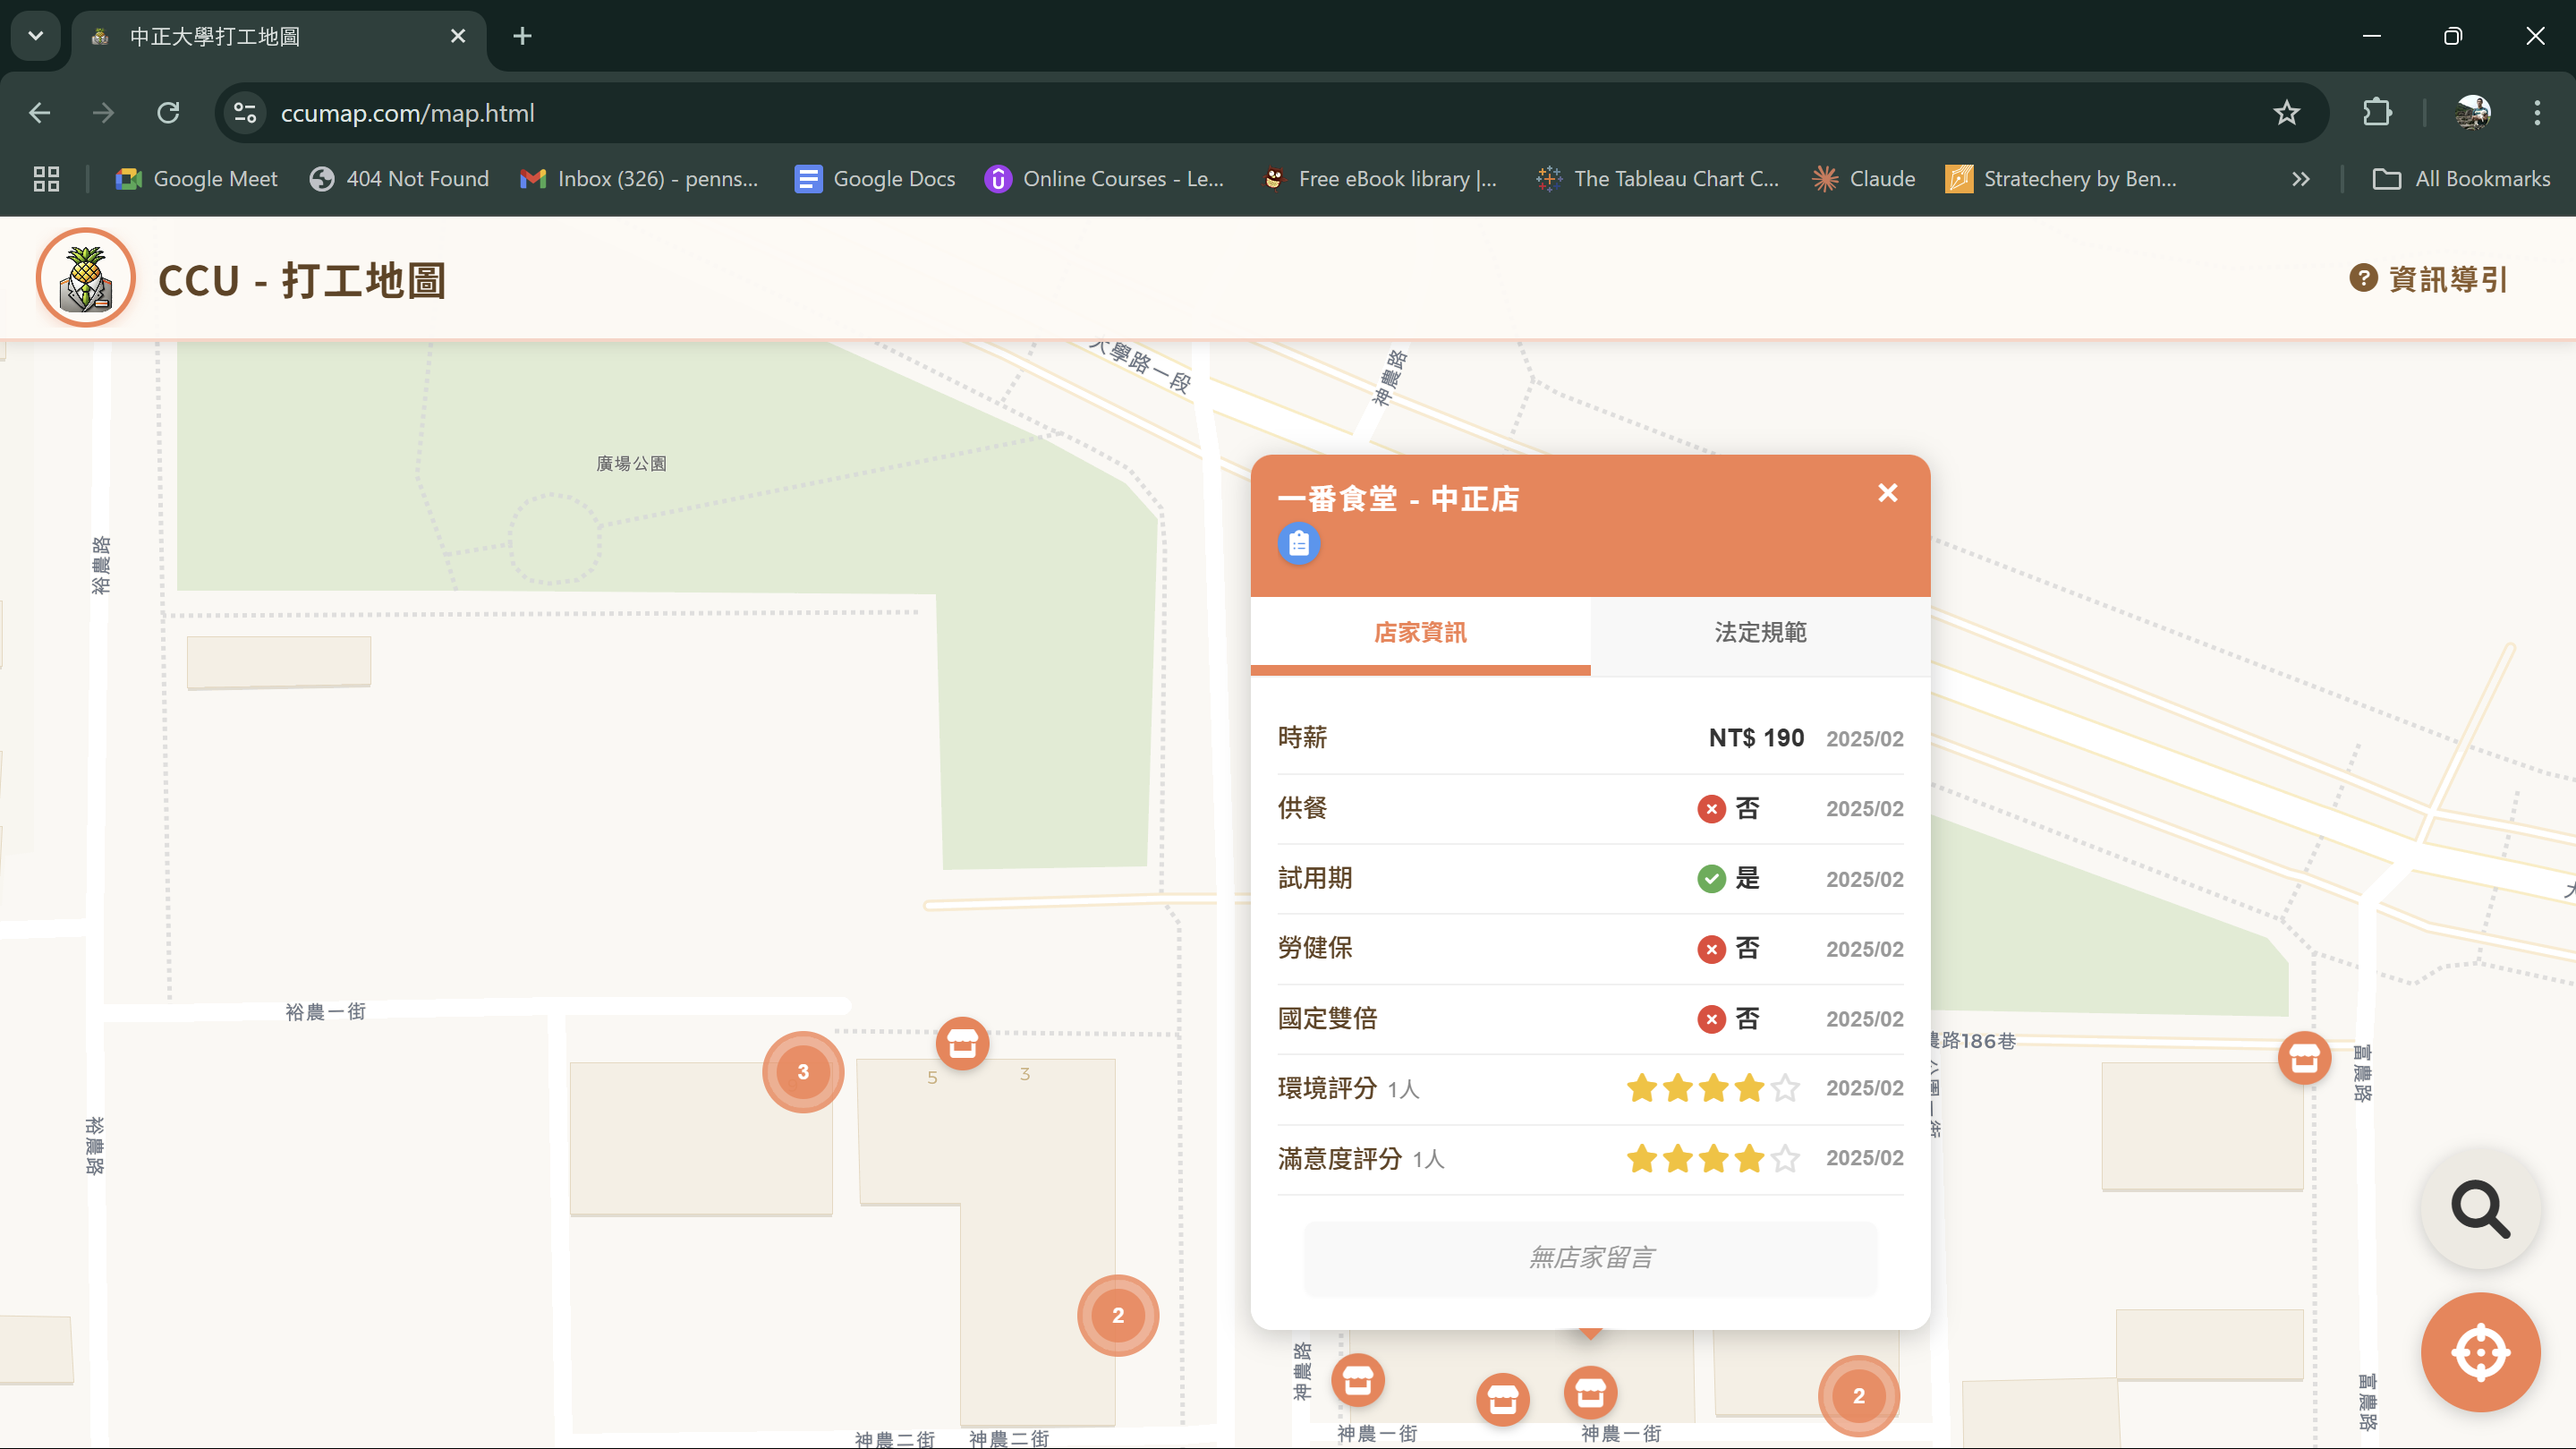 中正大學打工地圖
ccumap.com/map.html
Google Meet
404 Not Found
Inbox (326) - penns...
Google Docs
Online Courses - Le...
Free eBook library |...
The Tableau Chart C...
Claude
Stratechery by Ben...
All Bookmarks
CCU - 打工地圖
資訊導引
大學路一段
神農路
廣場公園
裕農路
一番食堂 - 中正店
店家資訊
法定規範
時薪 NT$ 190 2025/02
供餐 否 2025/02
試用期 是 2025/02
勞健保 否 2025/02
國定雙倍 否 2025/02
環境評分 1人 2025/02
滿意度評分 1人 2025/02
無店家留言
裕農一街
3
5
3
農路186巷
富農路
裕農路
2
神農路
2
富農路
神農二街
神農二街
神農一街
神農一街